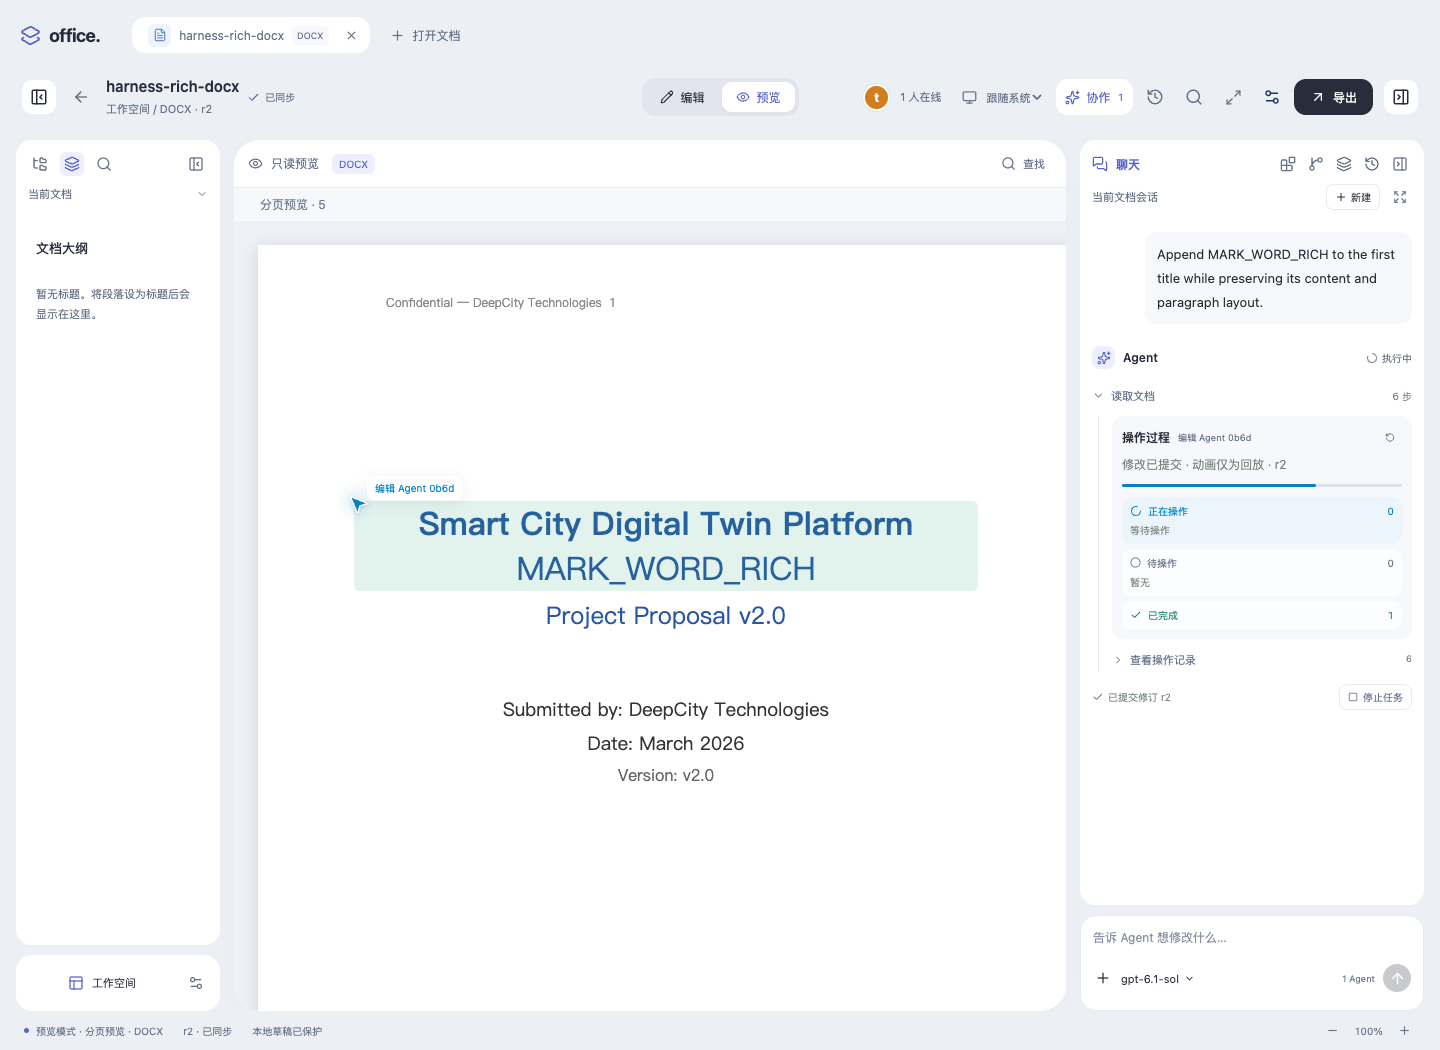 office.
harness-rich-docx DOCX
打开文档
harness-rich-docx
工作空间 / DOCX · r2
已同步
编辑
预览
t
1 人在线
跟随系统
协作 1
导出
当前文档
文档大纲
暂无标题。将段落设为标题后会
显示在这里。
工作空间
只读预览 DOCX
查找
分页预览 · 5
Confidential — DeepCity Technologies 1
编辑 Agent 0b6d
Smart City Digital Twin Platform
MARK_WORD_RICH
Project Proposal v2.0
Submitted by: DeepCity Technologies
Date: March 2026
Version: v2.0
聊天
当前文档会话
新建
Append MARK_WORD_RICH to the first
title while preserving its content and
paragraph layout.
Agent
执行中
读取文档
6 步
操作过程 编辑 Agent 0b6d
修改已提交 · 动画仅为回放 · r2
正在操作 0
等待操作
待操作 0
暂无
已完成 1
查看操作记录 6
已提交修订 r2
停止任务
告诉 Agent 想修改什么...
gpt-6.1-sol
1 Agent
预览模式 · 分页预览 · DOCX
r2 · 已同步
本地草稿已保护
100%